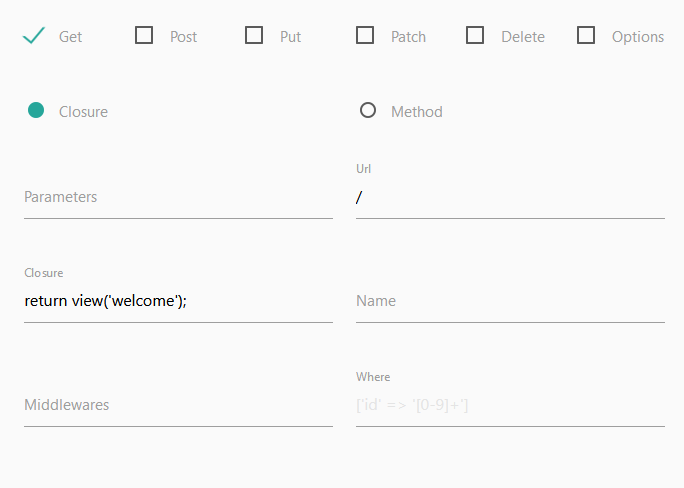 Get Post Put Patch Delete Options
Closure Method
Url
Parameters /
Closure
return view('welcome'); Name
Where
Middlewares ['id' => '[0-9]+']